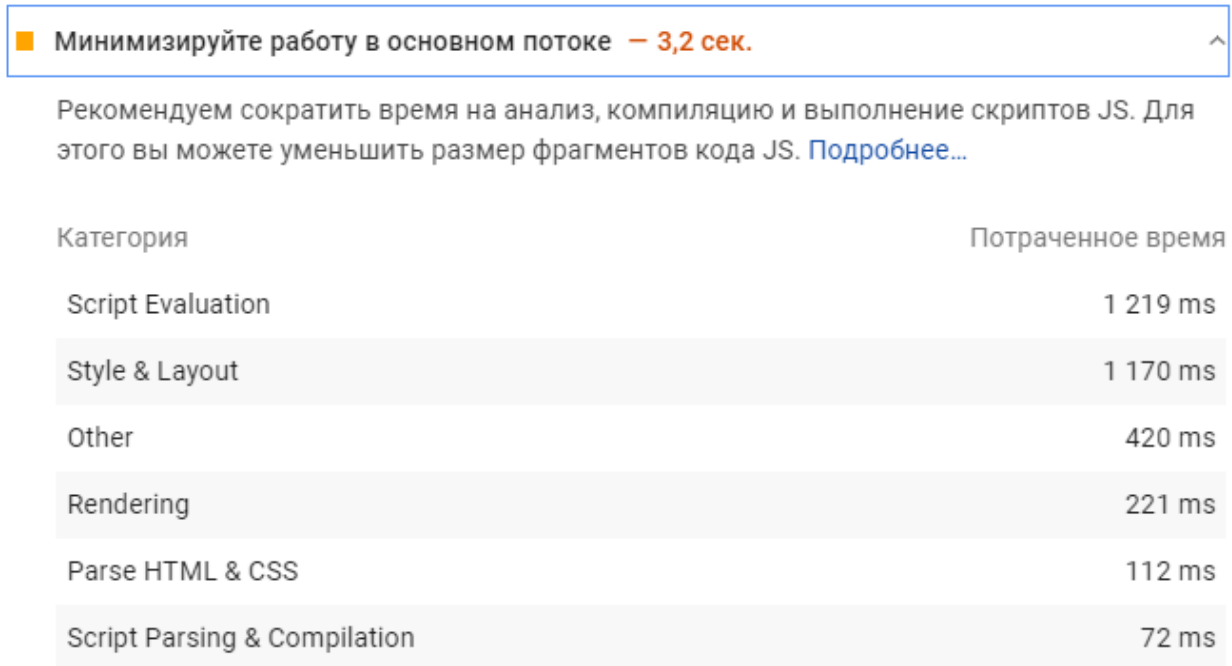 Минимизируйте работу в основном потоке — 3,2 сек.
Рекомендуем сократить время на анализ, компиляцию и выполнение скриптов JS. Для
этого вы можете уменьшить размер фрагментов кода JS. Подробнее…
Категория Потраченное время
Script Evaluation 1 219 ms
Style & Layout 1 170 ms
Other 420 ms
Rendering 221 ms
Parse HTML & CSS 112 ms
Script Parsing & Compilation 72 ms